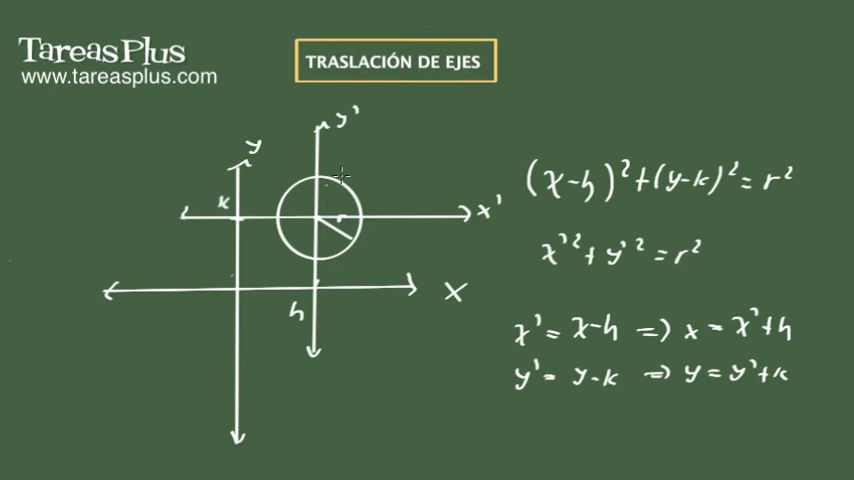 TareasPlus
www.tareasplus.com
TRASLACIÓN DE EJES
y'
y
k
x'
r
h
x
(x-h)²+(y-k)²=r²
x'²+y'²=r²
x'=x-h => x=x'+h
y'=y-k => y=y'+k